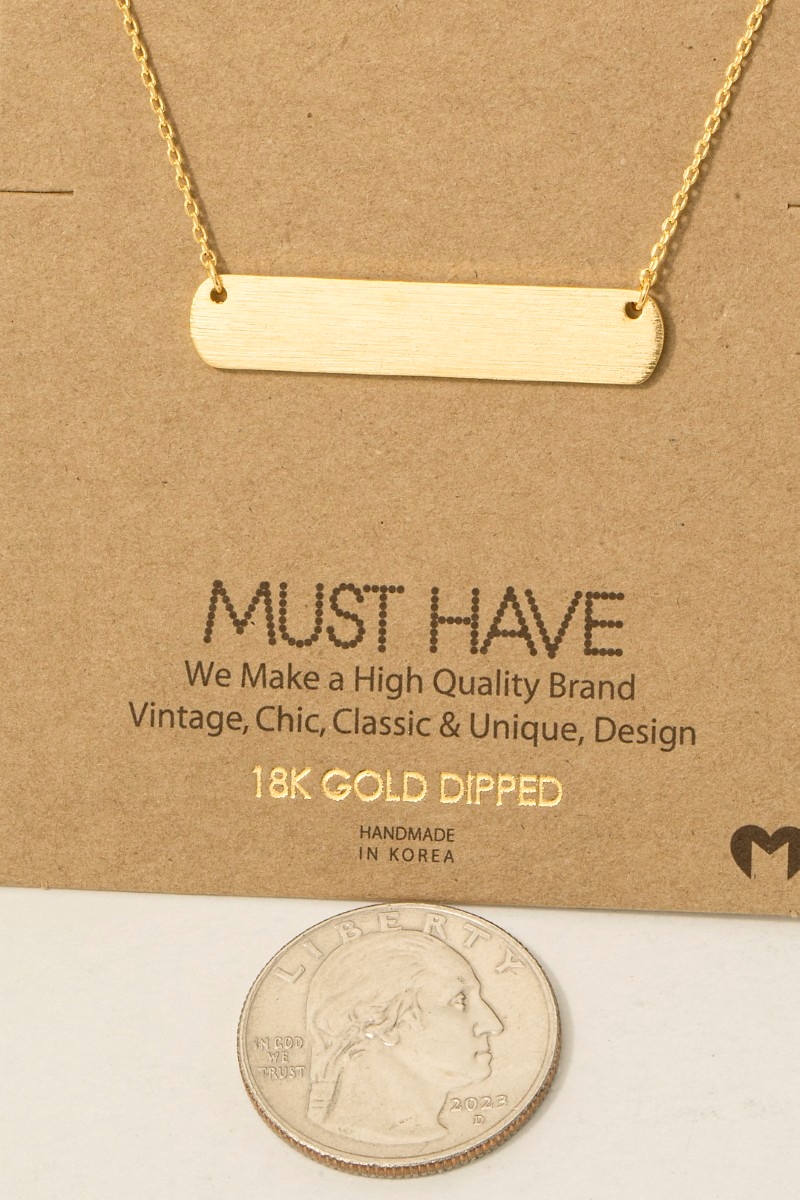 MUST HAVE
We Make a High Quality Brand
Vintage, Chic, Classic & Unique, Design
18K GOLD DIPPED
HANDMADE
IN KOREA
M
LIBERTY
IN GOD
WE
TRUST
2023
D